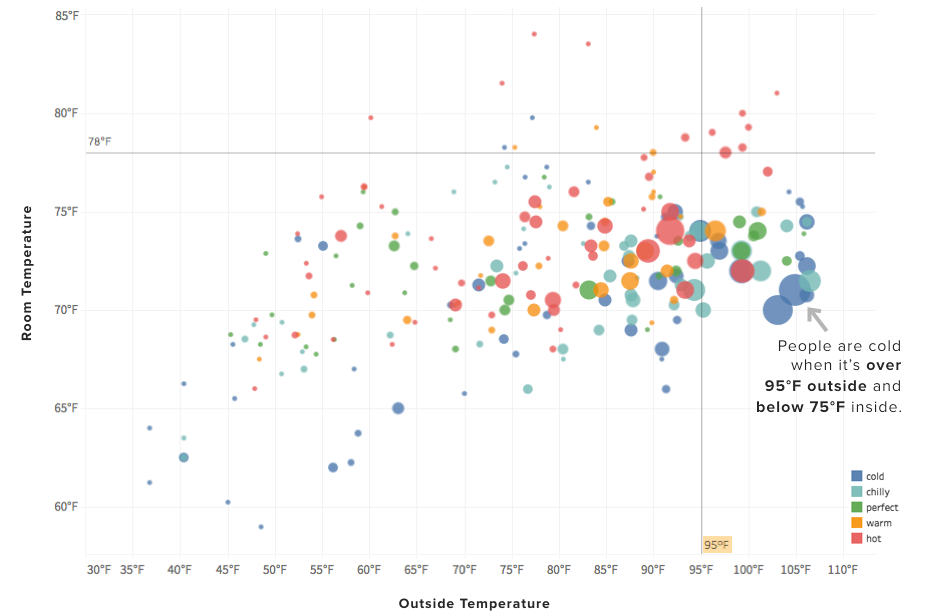 85°F
80°F
78°F
75°F
70°F
65°F
60°F
Room Temperature
People are cold
when it's over
95°F outside and
below 75°F inside.
cold
chilly
perfect
warm
hot
95°F
30°F 35°F 40°F 45°F 50°F 55°F 60°F 65°F 70°F 75°F 80°F 85°F 90°F 95°F 100°F 105°F 110°F
Outside Temperature